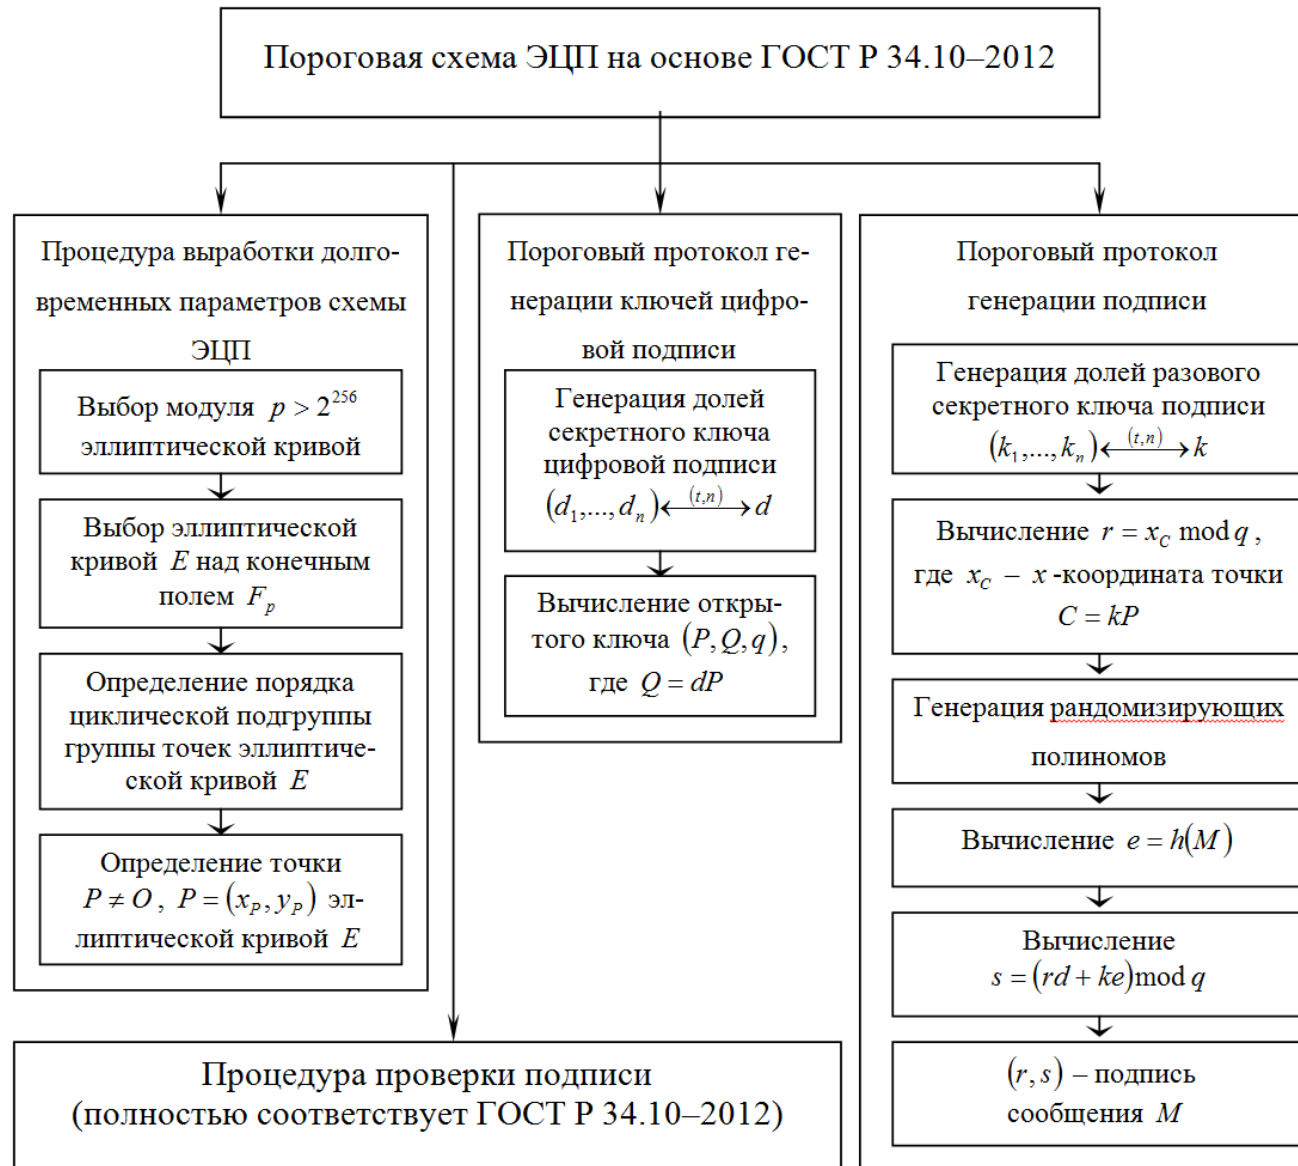 Пороговая схема ЭЦП на основе ГОСТ Р 34.10–2012
Процедура выработки долго-
временных параметров схемы
ЭЦП
Выбор модуля p > 2^256
эллиптической кривой
Выбор эллиптической
кривой E над конечным
полем F_p
Определение порядка
циклической подгруппы
группы точек эллиптиче-
ской кривой E
Определение точки
P ≠ O , P = (x_P, y_P) эл-
липтической кривой E
Пороговый протокол ге-
нерации ключей цифро-
вой подписи
Генерация долей
секретного ключа
цифровой подписи
(d_1,..., d_n) ←(t,n)→ d
Вычисление откры-
того ключа (P, Q, q) ,
где Q = dP
Пороговый протокол
генерации подписи
Генерация долей разового
секретного ключа подписи
(k_1,..., k_n) ←(t,n)→ k
Вычисление r = x_C mod q ,
где x_C – x -координата точки
C = kP
Генерация рандомизирующих
полиномов
Вычисление e = h(M)
Вычисление
s = (rd + ke)mod q
(r, s) – подпись
сообщения M
Процедура проверки подписи
(полностью соответствует ГОСТ Р 34.10–2012)